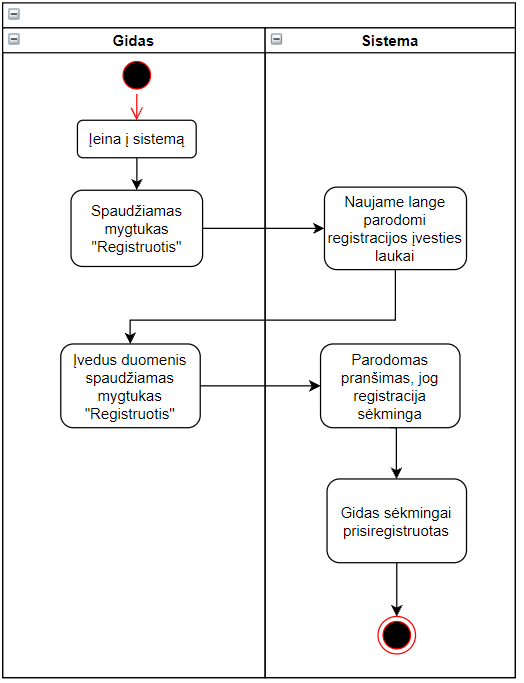 Gidas
Sistema
Įeina į sistemą
Spaudžiamas
mygtukas
"Registruotis"
Naujame lange
parodomi
registracijos įvesties
laukai
Įvedus duomenis
spaudžiamas
mygtukas
"Registruotis"
Parodomas
pranšimas, jog
registracija
sėkminga
Gidas sėkmingai
prisiregistruotas